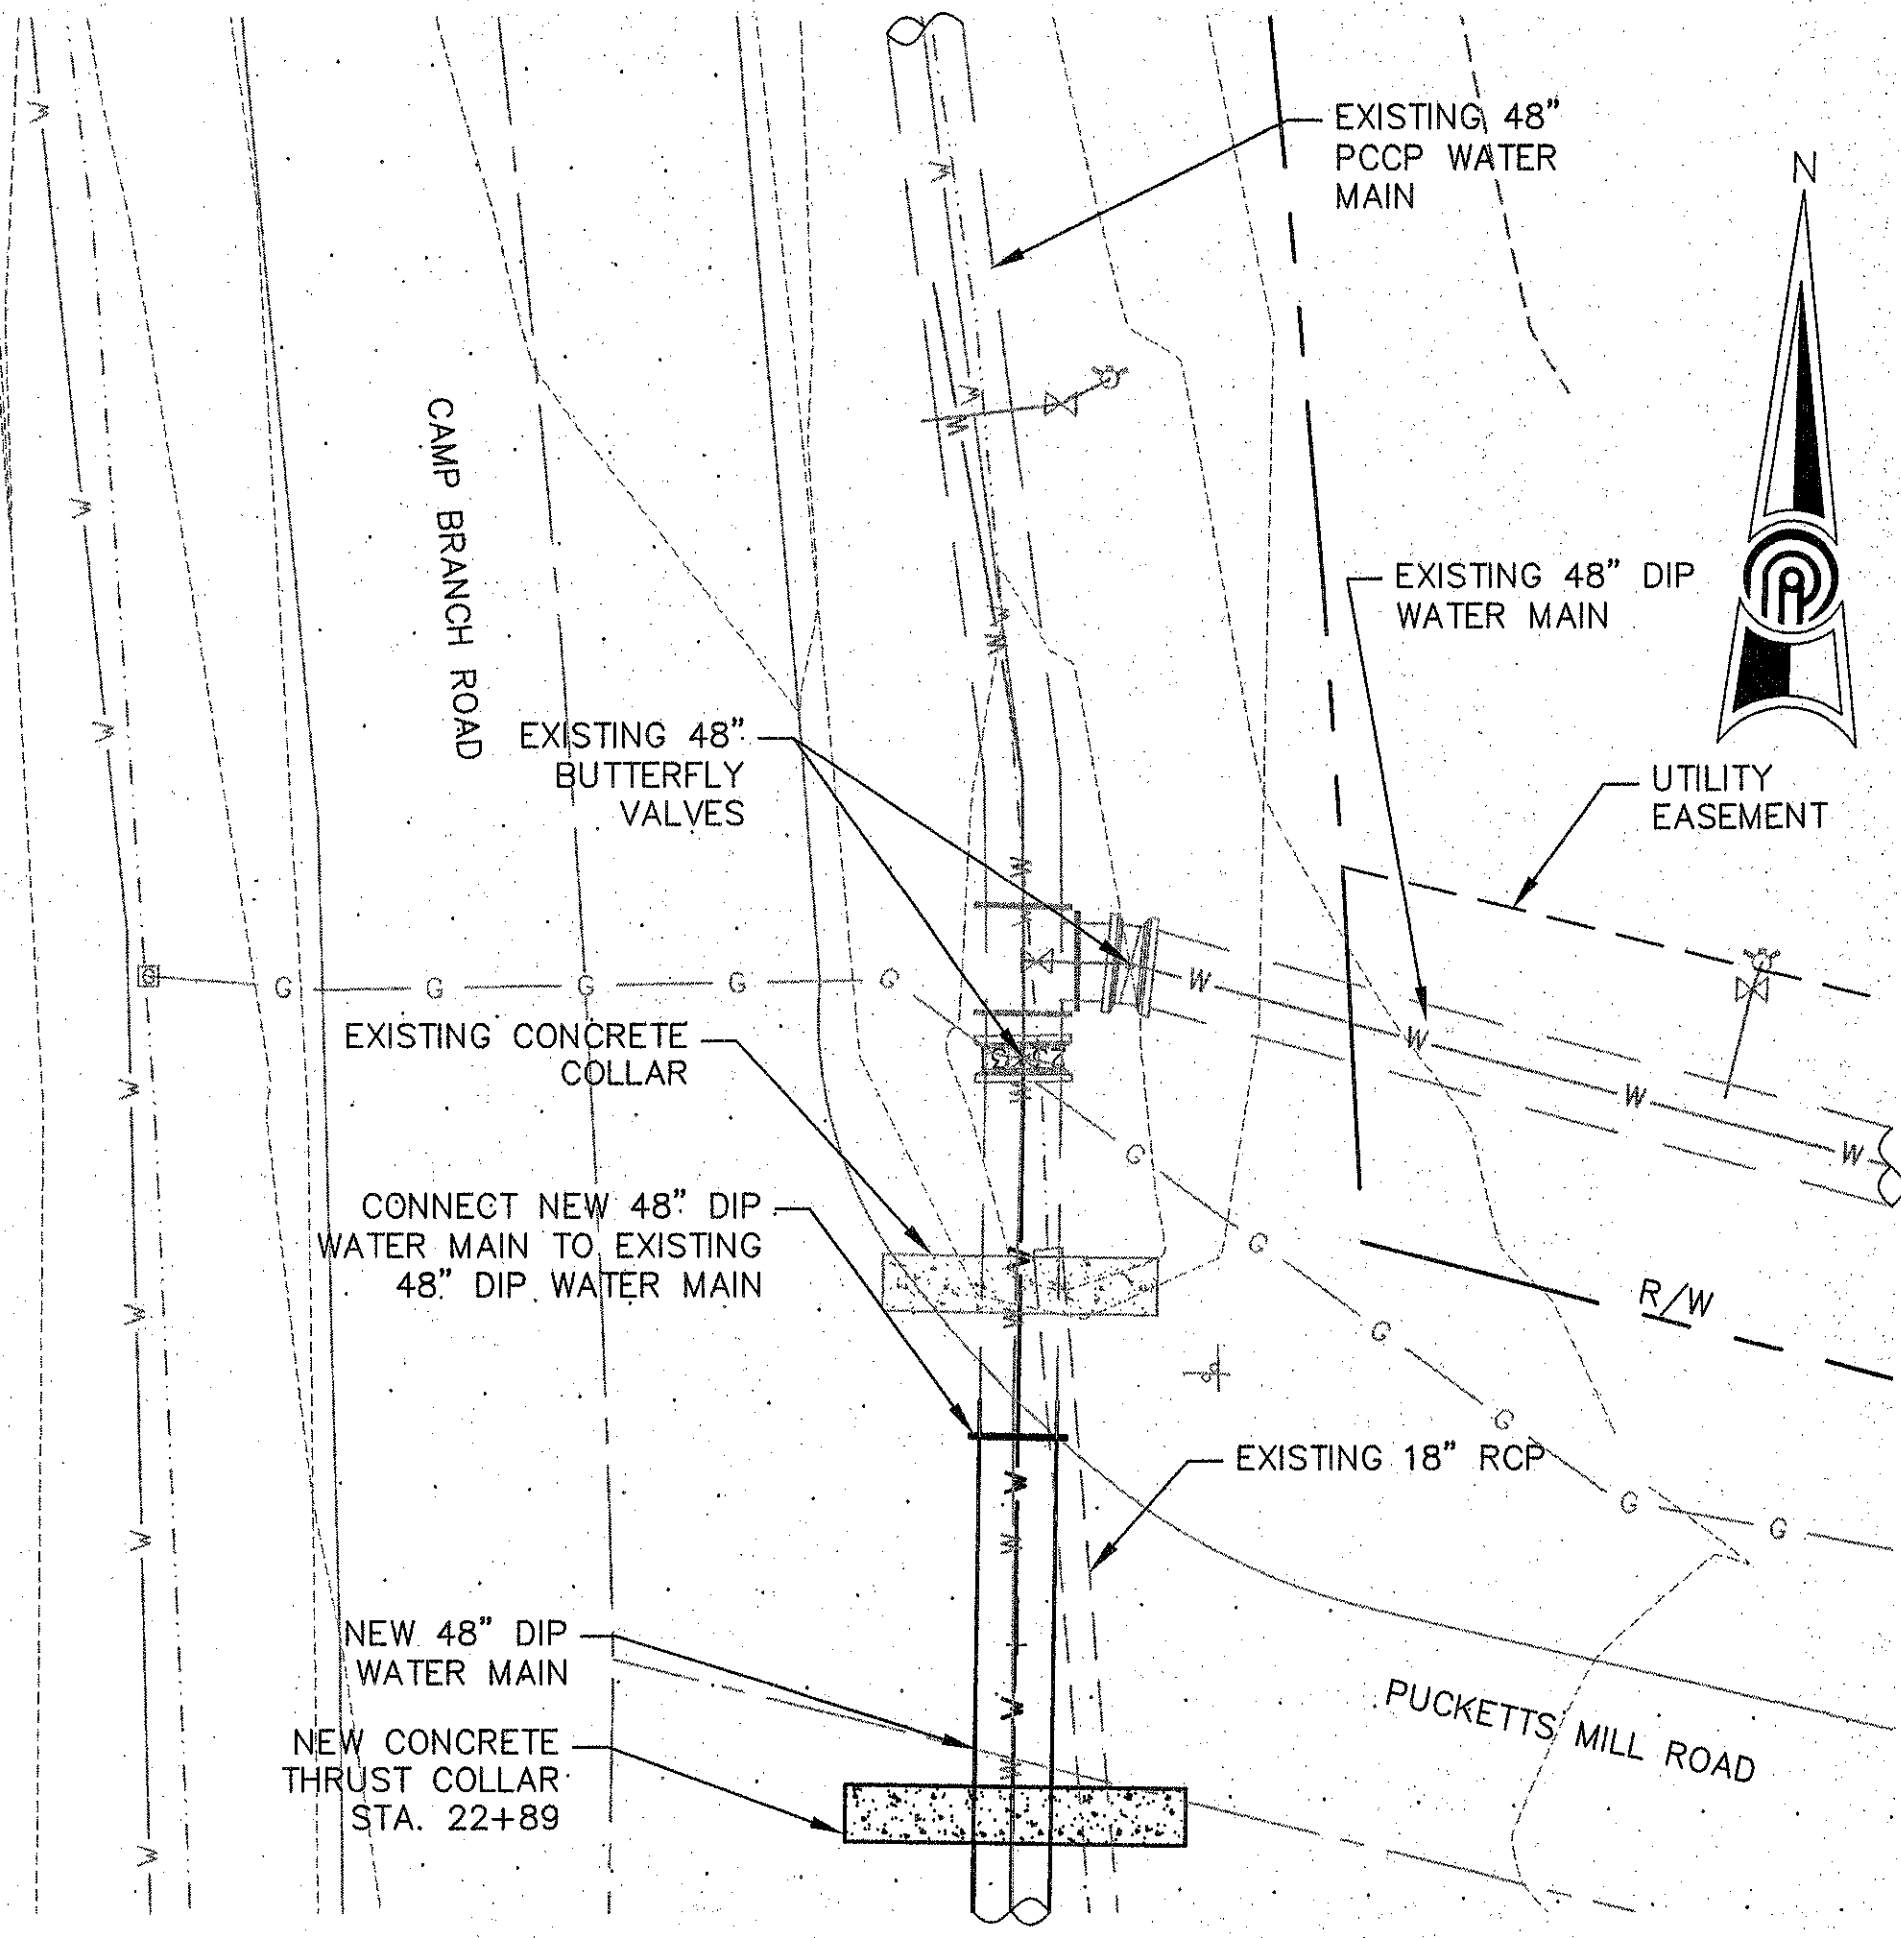 EXISTING 48"
PCCP WATER
MAIN
N
CAMP BRANCH ROAD
EXISTING 48" DIP
WATER MAIN
EXISTING 48"
BUTTERFLY
VALVES
UTILITY
EASEMENT
EXISTING CONCRETE
COLLAR
CONNECT NEW 48" DIP
WATER MAIN TO EXISTING
48" DIP WATER MAIN
R/W
EXISTING 18" RCP
NEW 48" DIP
WATER MAIN
PUCKETTS MILL ROAD
NEW CONCRETE
THRUST COLLAR
STA. 22+89
W
W
W
W
W
W
W
W
W
W
W
W
G
G
G
G
G
G
G
G
G
G
G